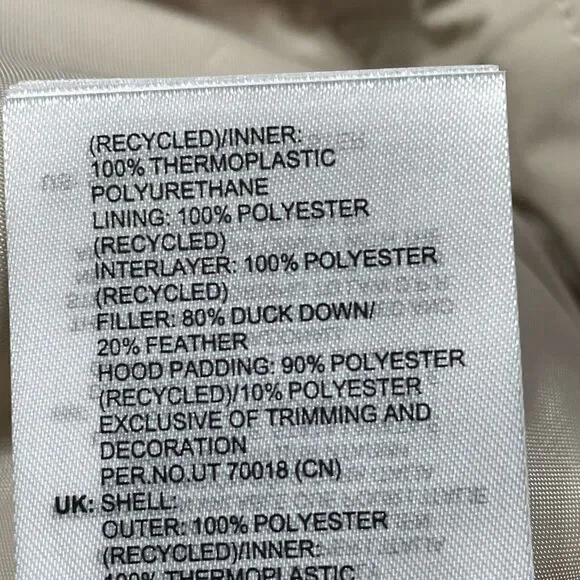 (RECYCLED)/INNER:
100% THERMOPLASTIC
POLYURETHANE
LINING: 100% POLYESTER
(RECYCLED)
INTERLAYER: 100% POLYESTER
(RECYCLED)
FILLER: 80% DUCK DOWN/
20% FEATHER
HOOD PADDING: 90% POLYESTER
(RECYCLED)/10% POLYESTER
EXCLUSIVE OF TRIMMING AND
DECORATION
PER.NO.UT 70018 (CN)
UK: SHELL:
OUTER: 100% POLYESTER
(RECYCLED)/INNER:
100% THERMOPLASTIC